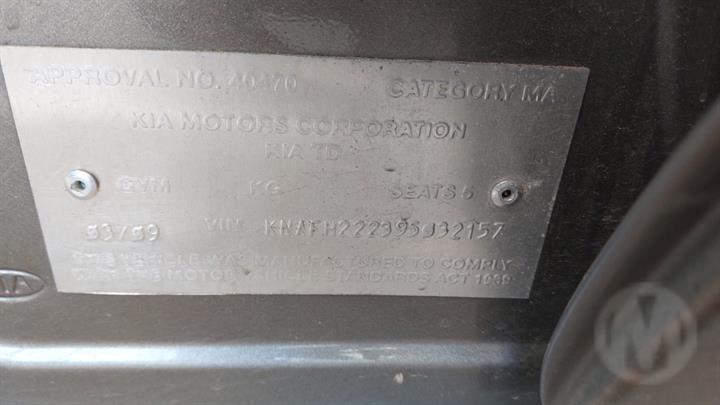 APPROVAL NO. 40470 CATEGORY MA
KIA MOTORS CORPORATION
KIA TD
GVM KG SEATS 5
03/09 VIN KNAFH222395032157
THIS VEHICLE WAS MANUFACTURED TO COMPLY
WITH THE MOTOR VEHICLE STANDARDS ACT 1989
KIA
M